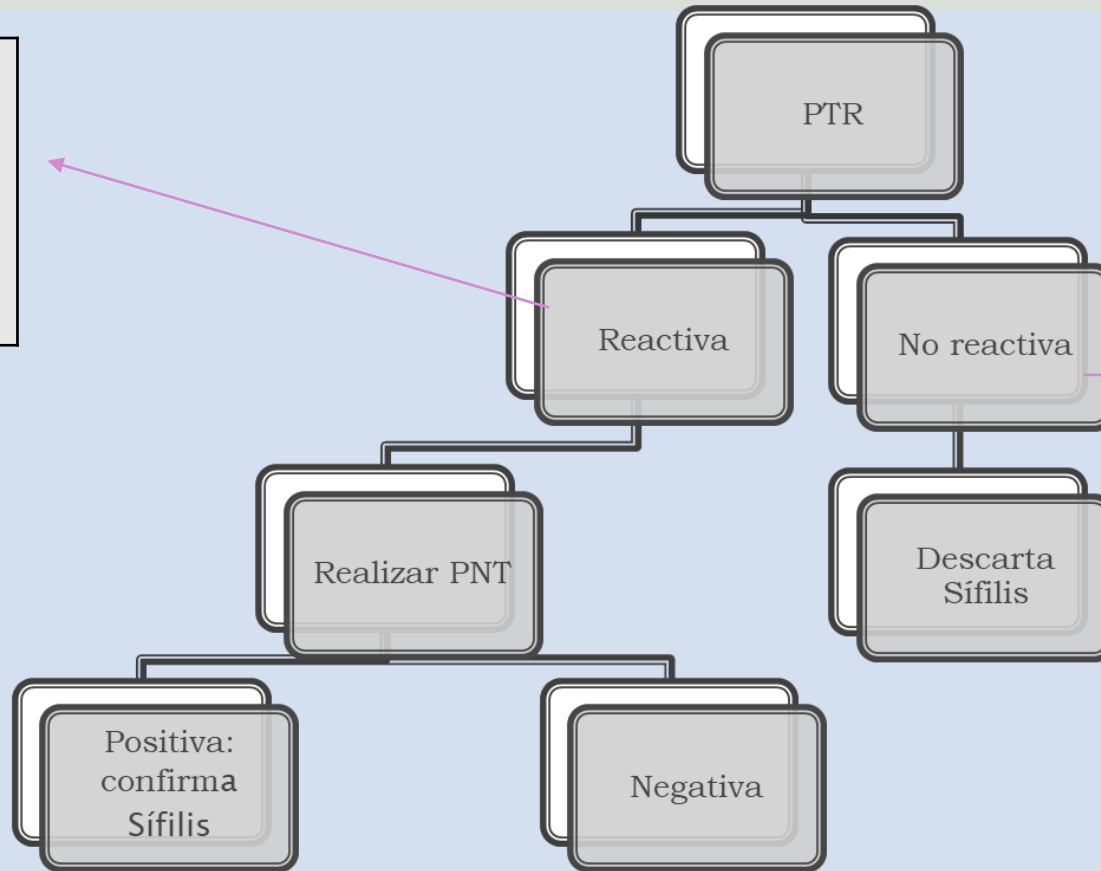 PTR
Reactiva
No reactiva
Realizar PNT
Descarta
Sífilis
Positiva:
confirma
Sífilis
Negativa